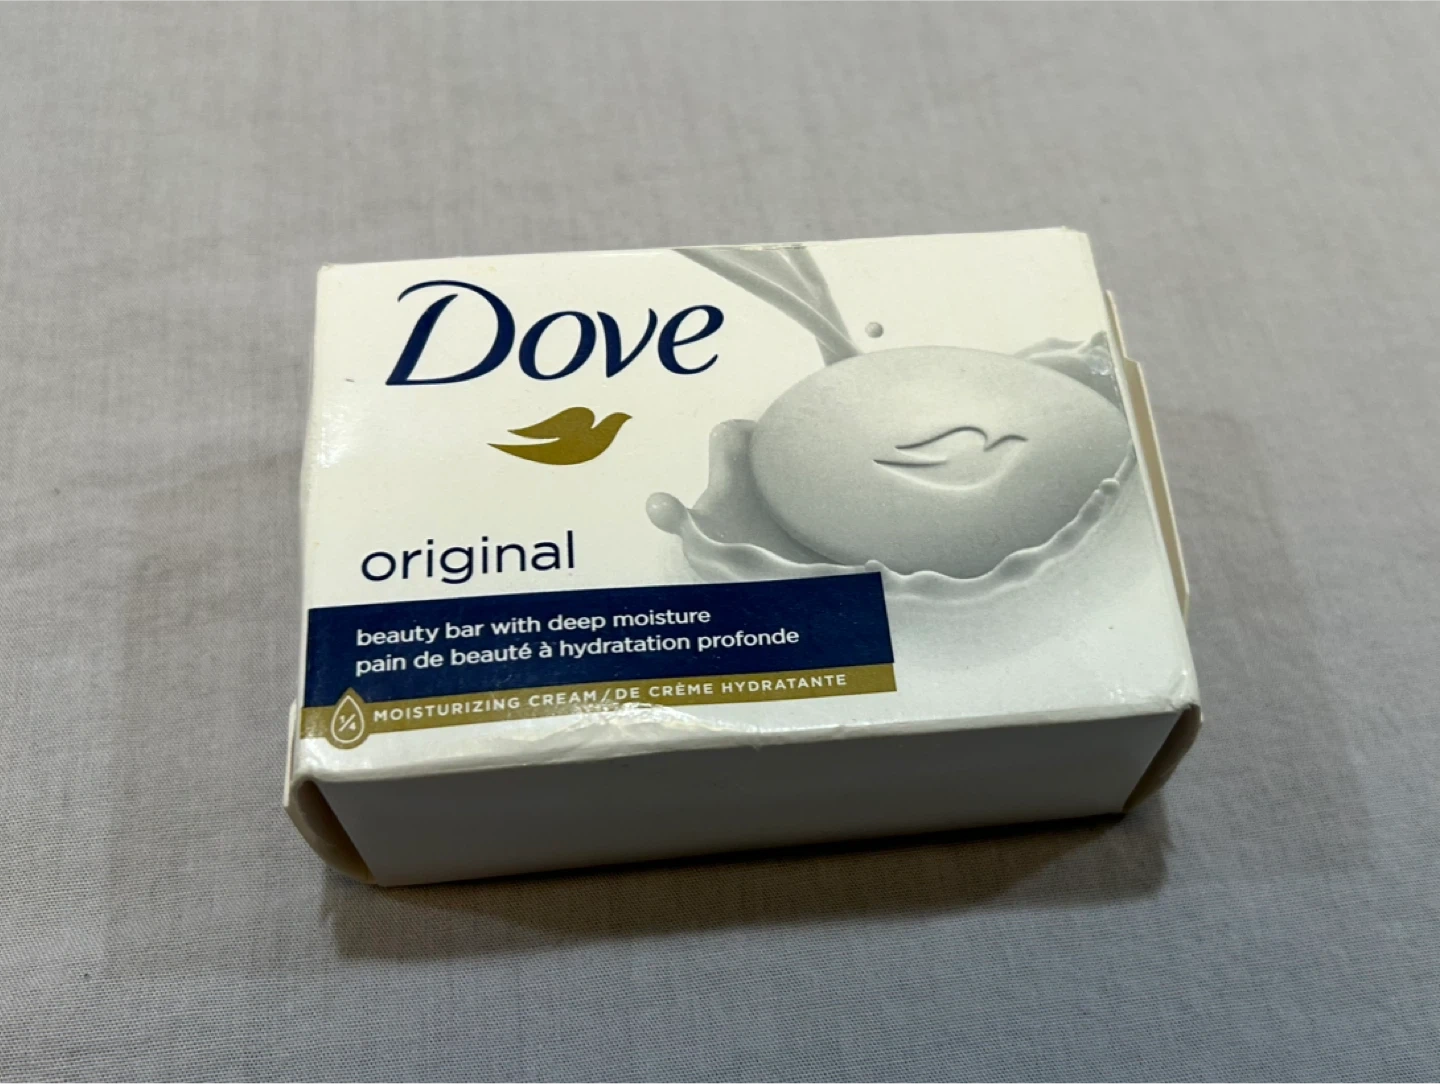 Dove
original
beauty bar with deep moisture
pain de beauté à hydratation profonde
1/4 MOISTURIZING CREAM/DE CRÈME HYDRATANTE